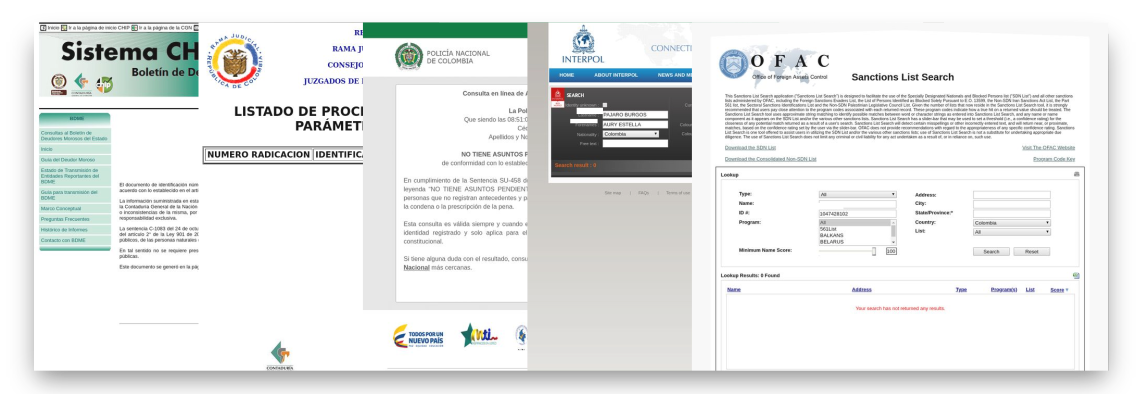 Inicio Ir a la página de inicio CHIP Ir a la página de la CGN
Sistema CH
Boletín de De
CONTADURÍA
chip
BDME
Consultas al Boletín de
Deudores Morosos del Estado
Inicio
Guía del Deudor Moroso
Estado de Transmisión de
Entidades Reportantes del
BDME
Guía para transmisión del
BDME
Marco Conceptual
Preguntas Frecuentes
Histórico de Informes
Contacto con BDME
El documento de identificación núm
acuerdo con lo establecido en el art
La información suministrada en esta
la Contaduría General de la Nación
o inconsistencias de la misma, por
responsabilidad exclusiva.
La sentencia C-1083 del 24 de octu
del artículo 2° de la Ley 901 de 20
públicos, de las personas naturales
En tal sentido no se requiere pres
públicas.
Este documento se generó en la pág
RAMA JUDICIAL
REPÚBLICA DE COLOMBIA
RE
RAMA JU
CONSEJO
JUZGADOS DE
LISTADO DE PROC
PARÁMET
NUMERO RADICACION IDENTIFICA
CONTADURÍA
POLICÍA NACIONAL
DE COLOMBIA
Consulta en línea de A
La Pol
Que siendo las 08:51:0
Céd
Apellidos y No
NO TIENE ASUNTOS P
de conformidad con lo establec
En cumplimiento de la Sentencia SU-458 d
leyenda "NO TIENE ASUNTOS PENDIENT
personas que no registran antecedentes y p
la condena o la prescripción de la pena.
Esta consulta es válida siempre y cuando e
identidad registrado y solo aplica para el
constitucional.
Si tiene alguna duda con el resultado, consu
Nacional más cercanas.
TODOS POR UN
NUEVO PAÍS
INTERPOL
CONNECTI
HOME ABOUT INTERPOL NEWS AND ME
SEARCH
PAJARO BURGOS
AURY ESTELLA
Nationality : Colombia
Free text :
Search result : 0
Site map | FAQs | Terms of use
OFAC
Office of Foreign Assets Control
Sanctions List Search
This Sanctions List Search application ("Sanctions List Search") is designed to facilitate the use of the Specially Designated Nationals and Blocked Persons list ("SDN List") and all other sanctions
lists administered by OFAC, including the Foreign Sanctions Evaders List, the List of Persons Identified as Blocked Solely Pursuant to E.O. 13599, the Non-SDN Iran Sanctions Act List, the Part
561 list, the Sectoral Sanctions Identifications List and the Non-SDN Palestinian Legislative Council List. Given the number of lists that now reside in the Sanctions List Search tool, it is strongly
recommended that users pay close attention to the program codes associated with each returned record. These program codes indicate how a true hit on a returned value should be treated. The
Sanctions List Search tool uses approximate string matching to identify possible matches between word or character strings as entered into Sanctions List Search, and any name or name
component as it appears on the SDN List and/or the various other sanctions lists. Sanctions List Search has a slider-bar that may be used to set a threshold (i.e., a confidence rating) for the
closeness of any potential match returned as a result of a user's search. Sanctions List Search will detect certain misspellings or other incorrectly entered text, and will return near, or proximate,
matches, based on the confidence rating set by the user via the slider-bar. OFAC does not provide recommendations with regard to the appropriateness of any specific confidence rating. Sanctions
List Search is one tool offered to assist users in utilizing the SDN List and/or the various other sanctions lists; use of Sanctions List Search is not a substitute for undertaking appropriate due
diligence. The use of Sanctions List Search does not limit any criminal or civil liability for any act undertaken as a result of, or in reliance on, such use.
Download the SDN List Visit The OFAC Website
Download the Consolidated Non-SDN List Program Code Key
Lookup
Type: All Address:
Name: City:
ID #: 1047428102 State/Province:*
Program: All Country: Colombia
561List List: All
BALKANS
BELARUS
Minimum Name Score: 100 Search Reset
Lookup Results: 0 Found
Name Address Type Program(s) List Score
Your search has not returned any results.